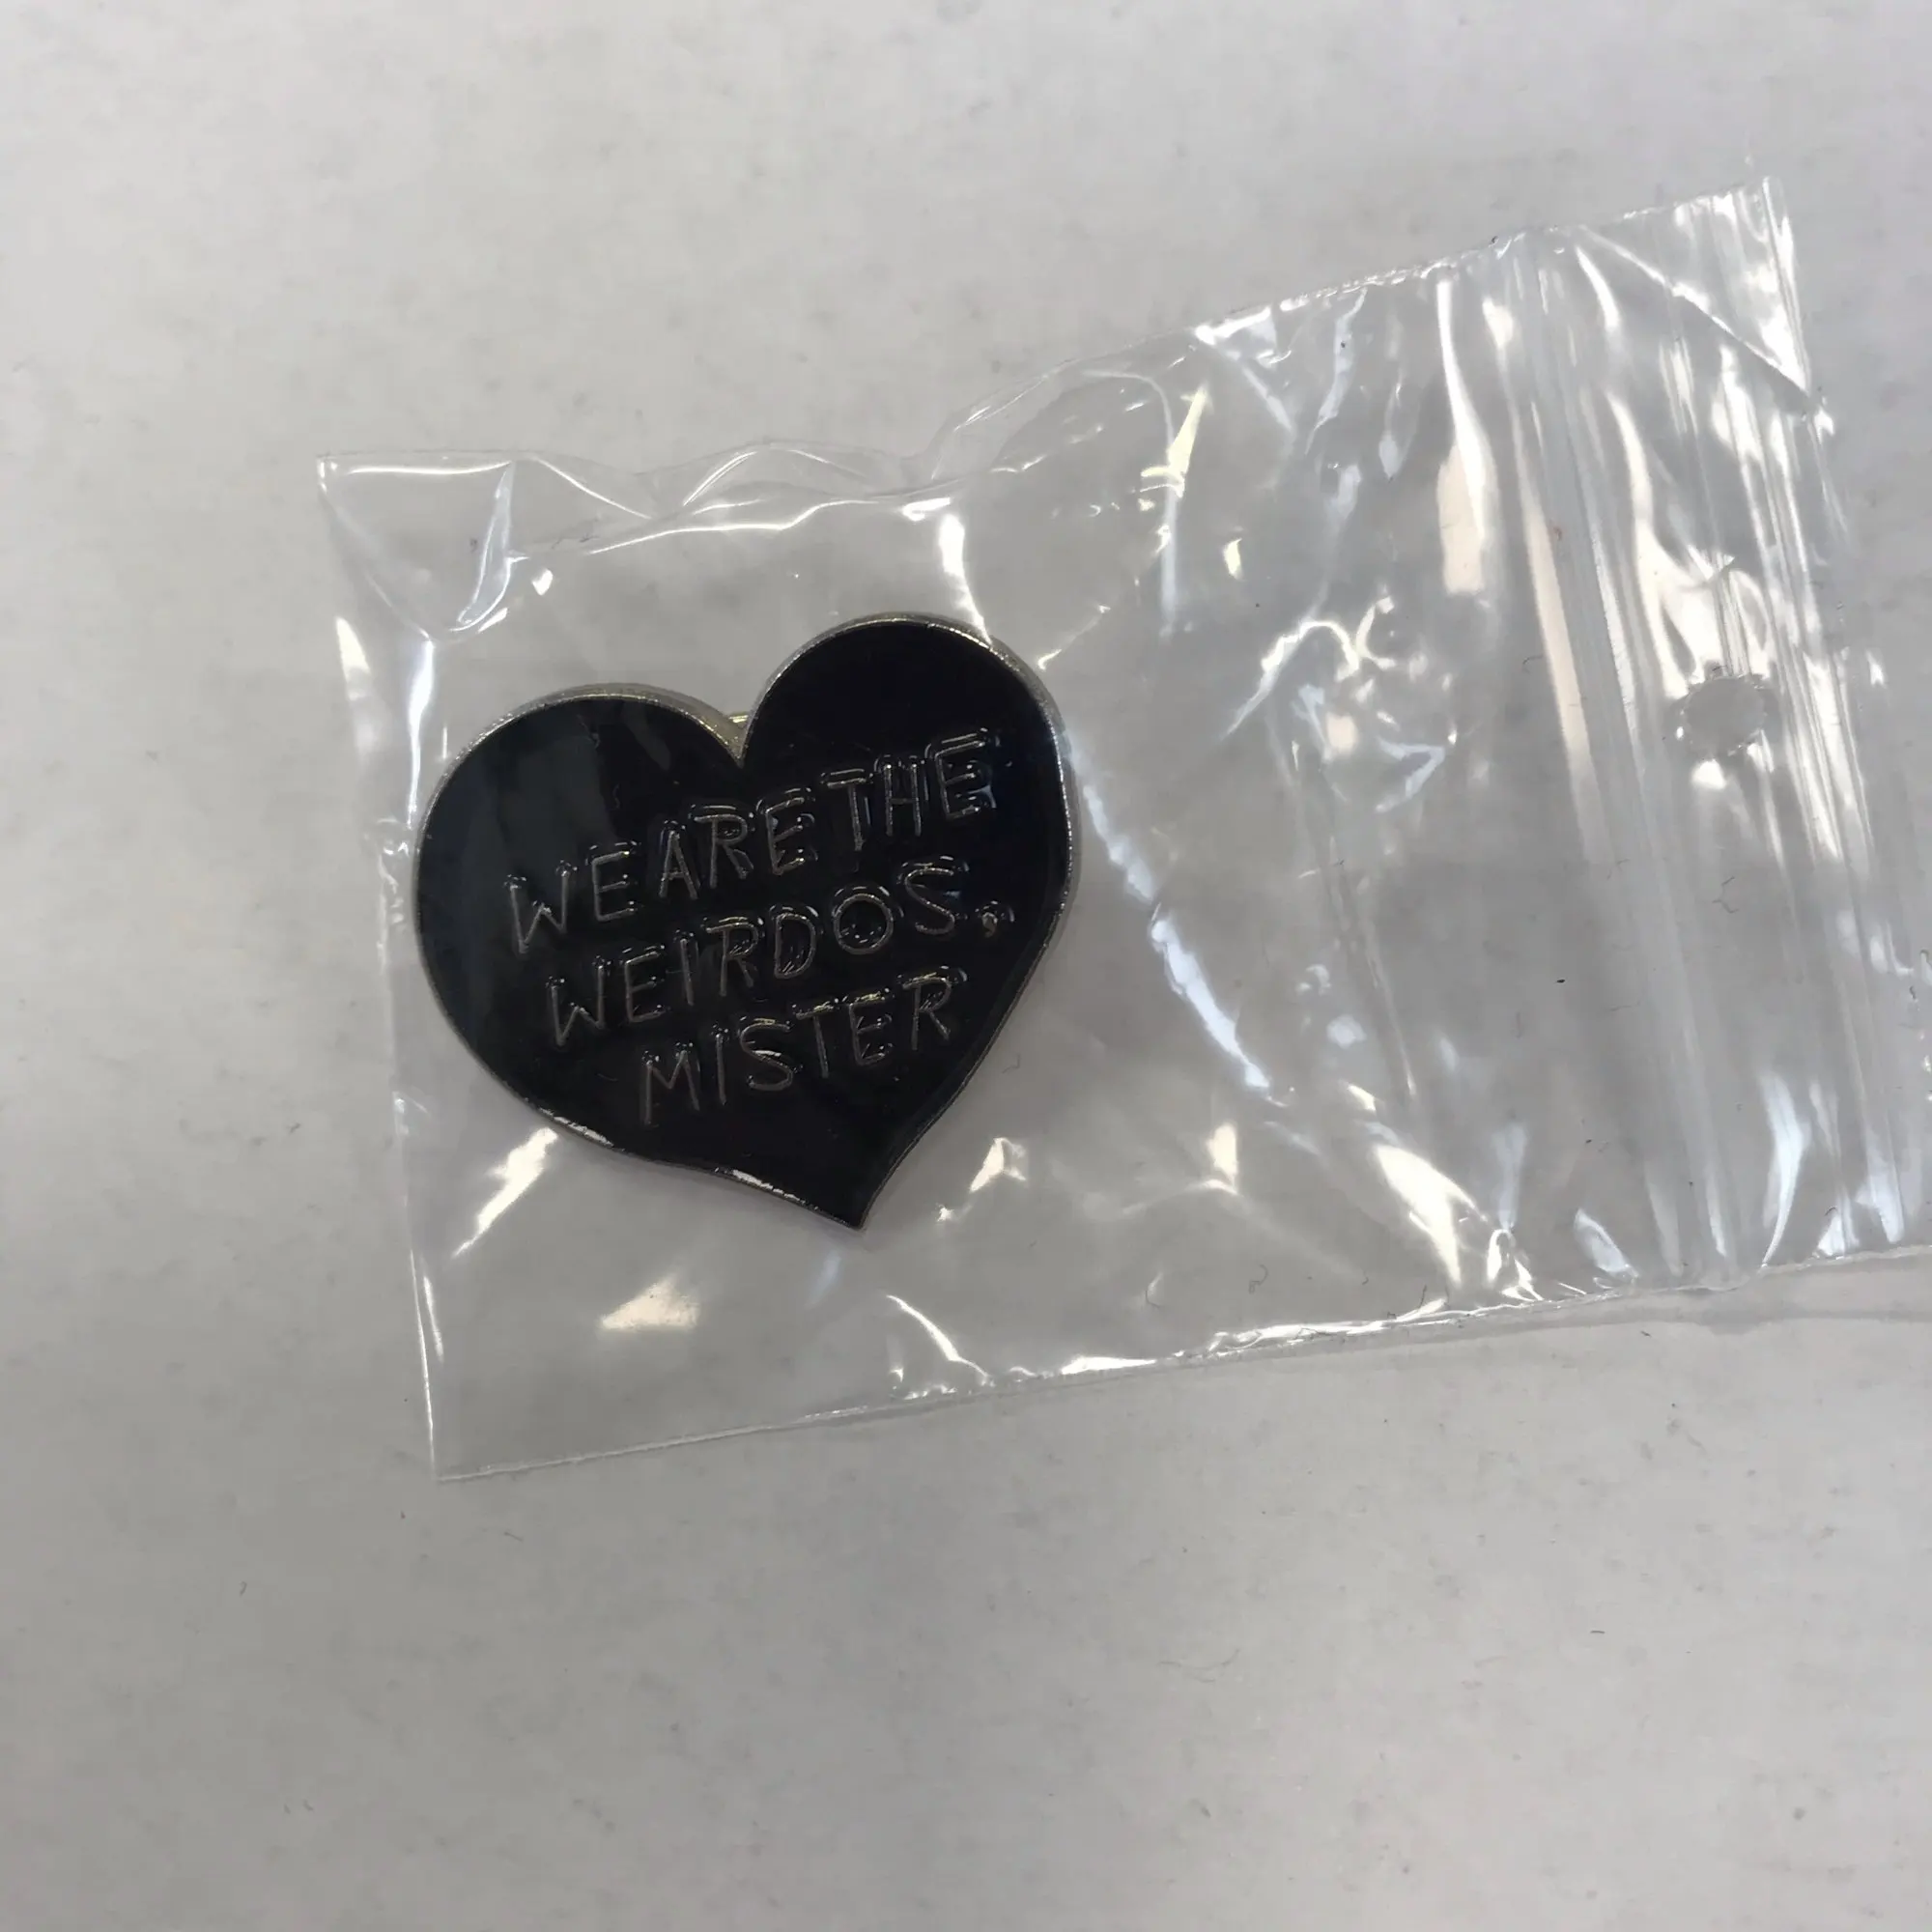 WE ARE THE
WEIRDOS,
MISTER